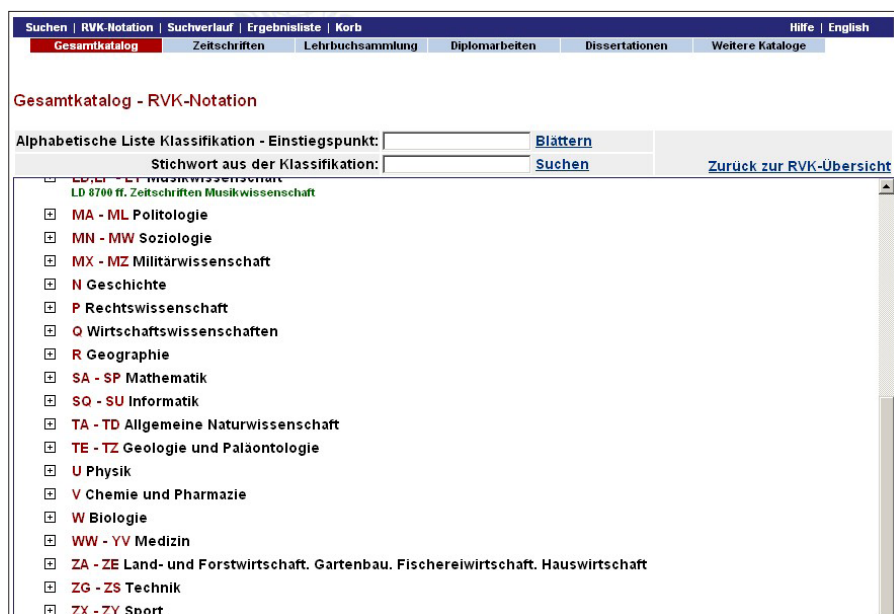 Suchen | RVK-Notation | Suchverlauf | Ergebnisliste | Korb Hilfe | English
Gesamtkatalog Zeitschriften Lehrbuchsammlung Diplomarbeiten Dissertationen Weitere Kataloge
Gesamtkatalog - RVK-Notation
Alphabetische Liste Klassifikation - Einstiegspunkt: Blättern
Stichwort aus der Klassifikation: Suchen Zurück zur RVK-Übersicht
LD,LP - LY Musikwissenschaft
LD 8700 ff. Zeitschriften Musikwissenschaft
MA - ML Politologie
MN - MW Soziologie
MX - MZ Militärwissenschaft
N Geschichte
P Rechtswissenschaft
Q Wirtschaftswissenschaften
R Geographie
SA - SP Mathematik
SQ - SU Informatik
TA - TD Allgemeine Naturwissenschaft
TE - TZ Geologie und Paläontologie
U Physik
V Chemie und Pharmazie
W Biologie
WW - YV Medizin
ZA - ZE Land- und Forstwirtschaft. Gartenbau. Fischereiwirtschaft. Hauswirtschaft
ZG - ZS Technik
ZX - ZY Sport